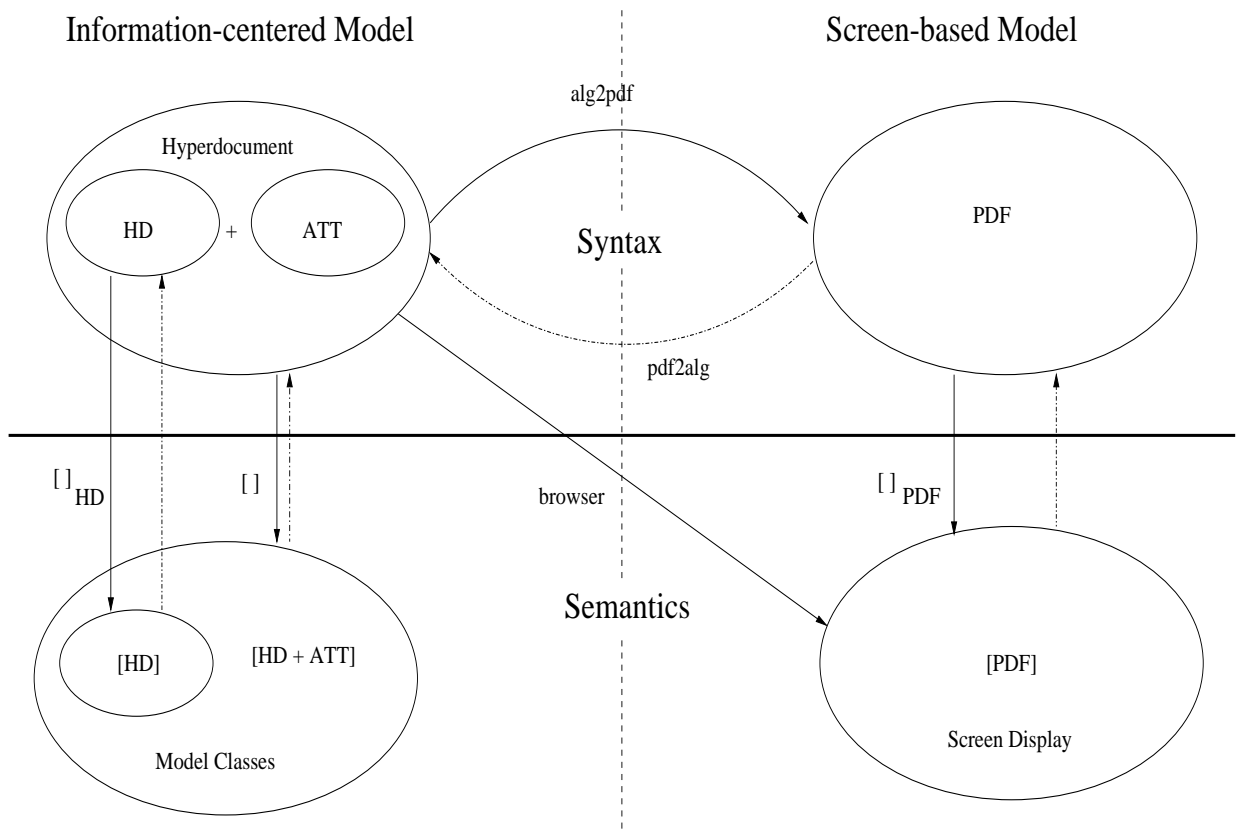 Information-centered Model
Screen-based Model
alg2pdf
Hyperdocument
HD + ATT
PDF
Syntax
pdf2alg
[ ] HD
[ ]
browser
[ ] PDF
Semantics
[HD]
[HD + ATT]
[PDF]
Screen Display
Model Classes